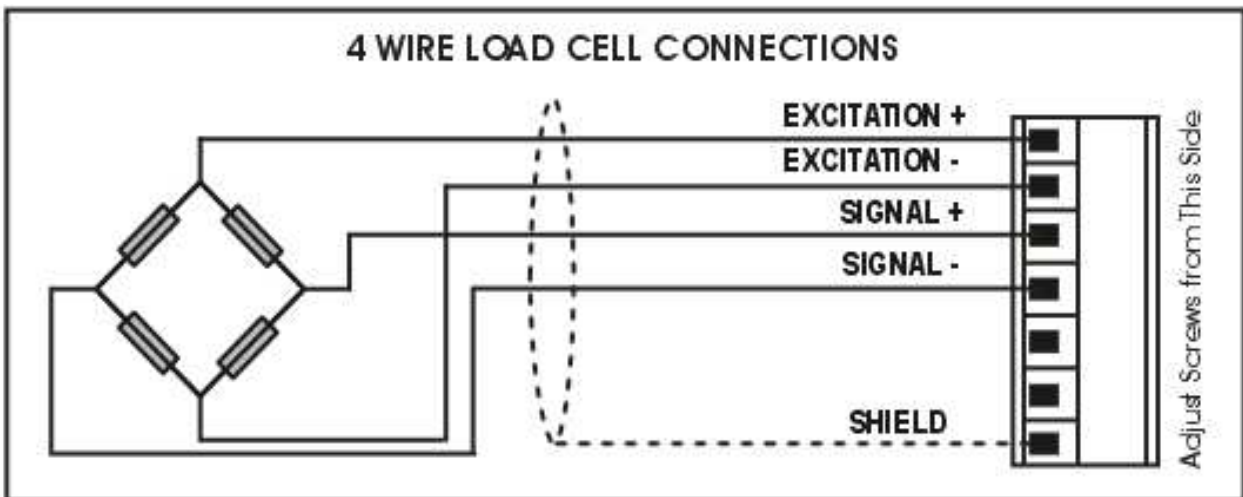 4 WIRE LOAD CELL CONNECTIONS
EXCITATION +
EXCITATION -
SIGNAL +
SIGNAL -
SHIELD
Adjust Screws from This Side